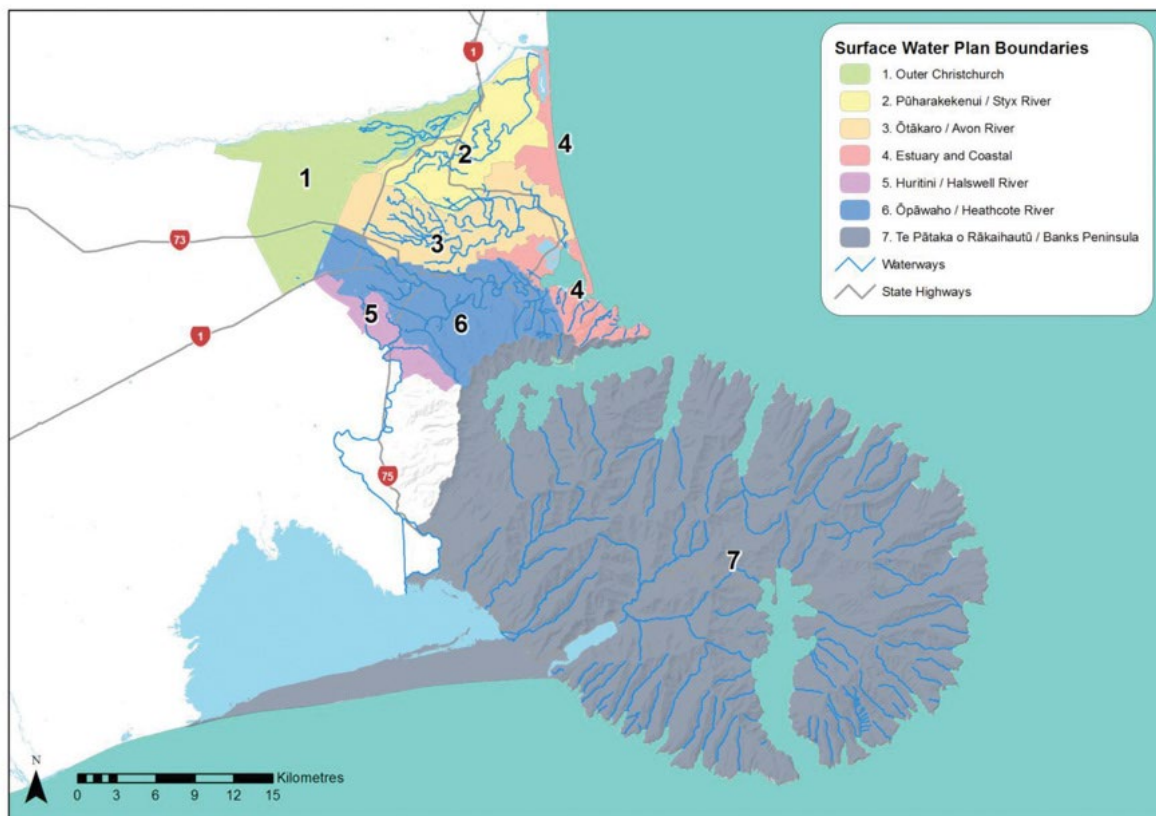 Surface Water Plan Boundaries
1. Outer Christchurch
2. Pūharakekenui / Styx River
3. Ōtākaro / Avon River
4. Estuary and Coastal
5. Huritini / Halswell River
6. Ōpāwaho / Heathcote River
7. Te Pātaka o Rākaihautū / Banks Peninsula
Waterways
State Highways
1
2
4
1
73
3
4
5
6
1
75
7
N
Kilometres
0 3 6 9 12 15